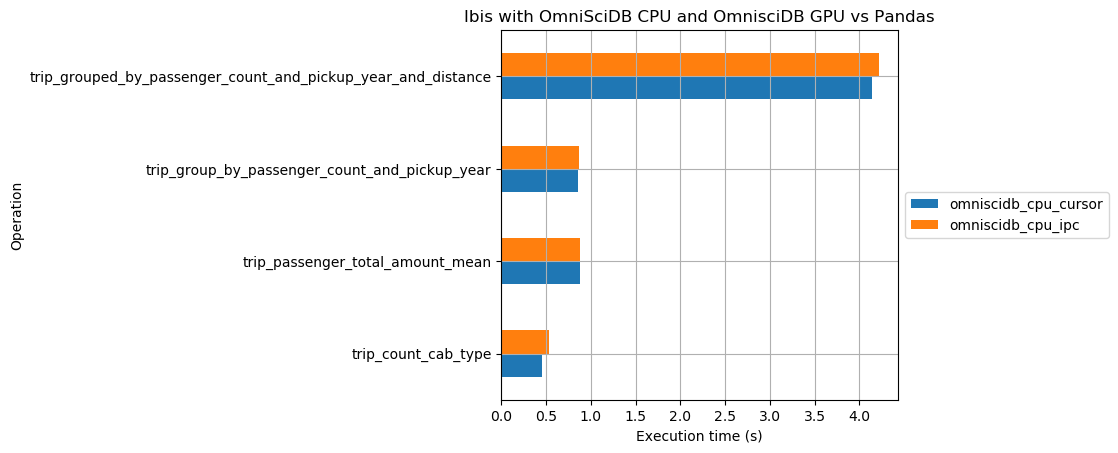 Ibis with OmniSciDB CPU and OmnisciDB GPU vs Pandas
Operation
trip_grouped_by_passenger_count_and_pickup_year_and_distance
trip_group_by_passenger_count_and_pickup_year
trip_passenger_total_amount_mean
trip_count_cab_type
0.0 0.5 1.0 1.5 2.0 2.5 3.0 3.5 4.0
Execution time (s)
omniscidb_cpu_cursor
omniscidb_cpu_ipc